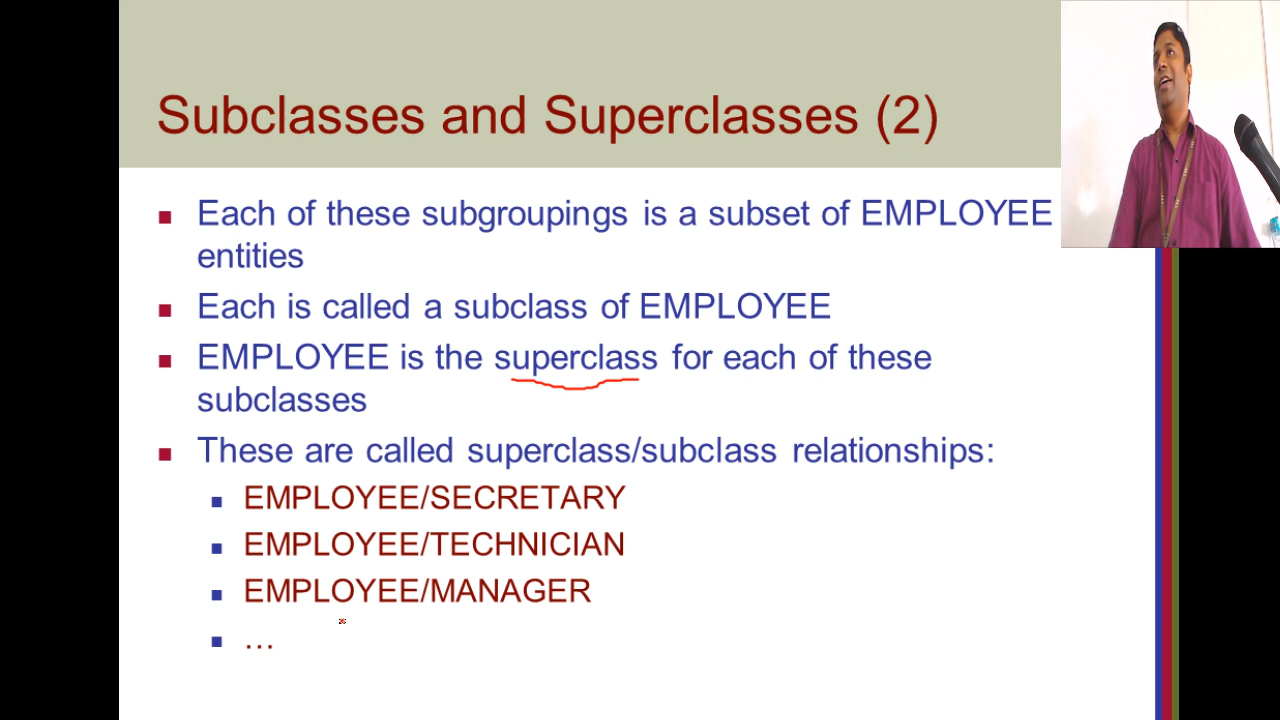 Subclasses and Superclasses (2)
Each of these subgroupings is a subset of EMPLOYEE
entities
Each is called a subclass of EMPLOYEE
EMPLOYEE is the superclass for each of these
subclasses
These are called superclass/subclass relationships:
EMPLOYEE/SECRETARY
EMPLOYEE/TECHNICIAN
EMPLOYEE/MANAGER
…